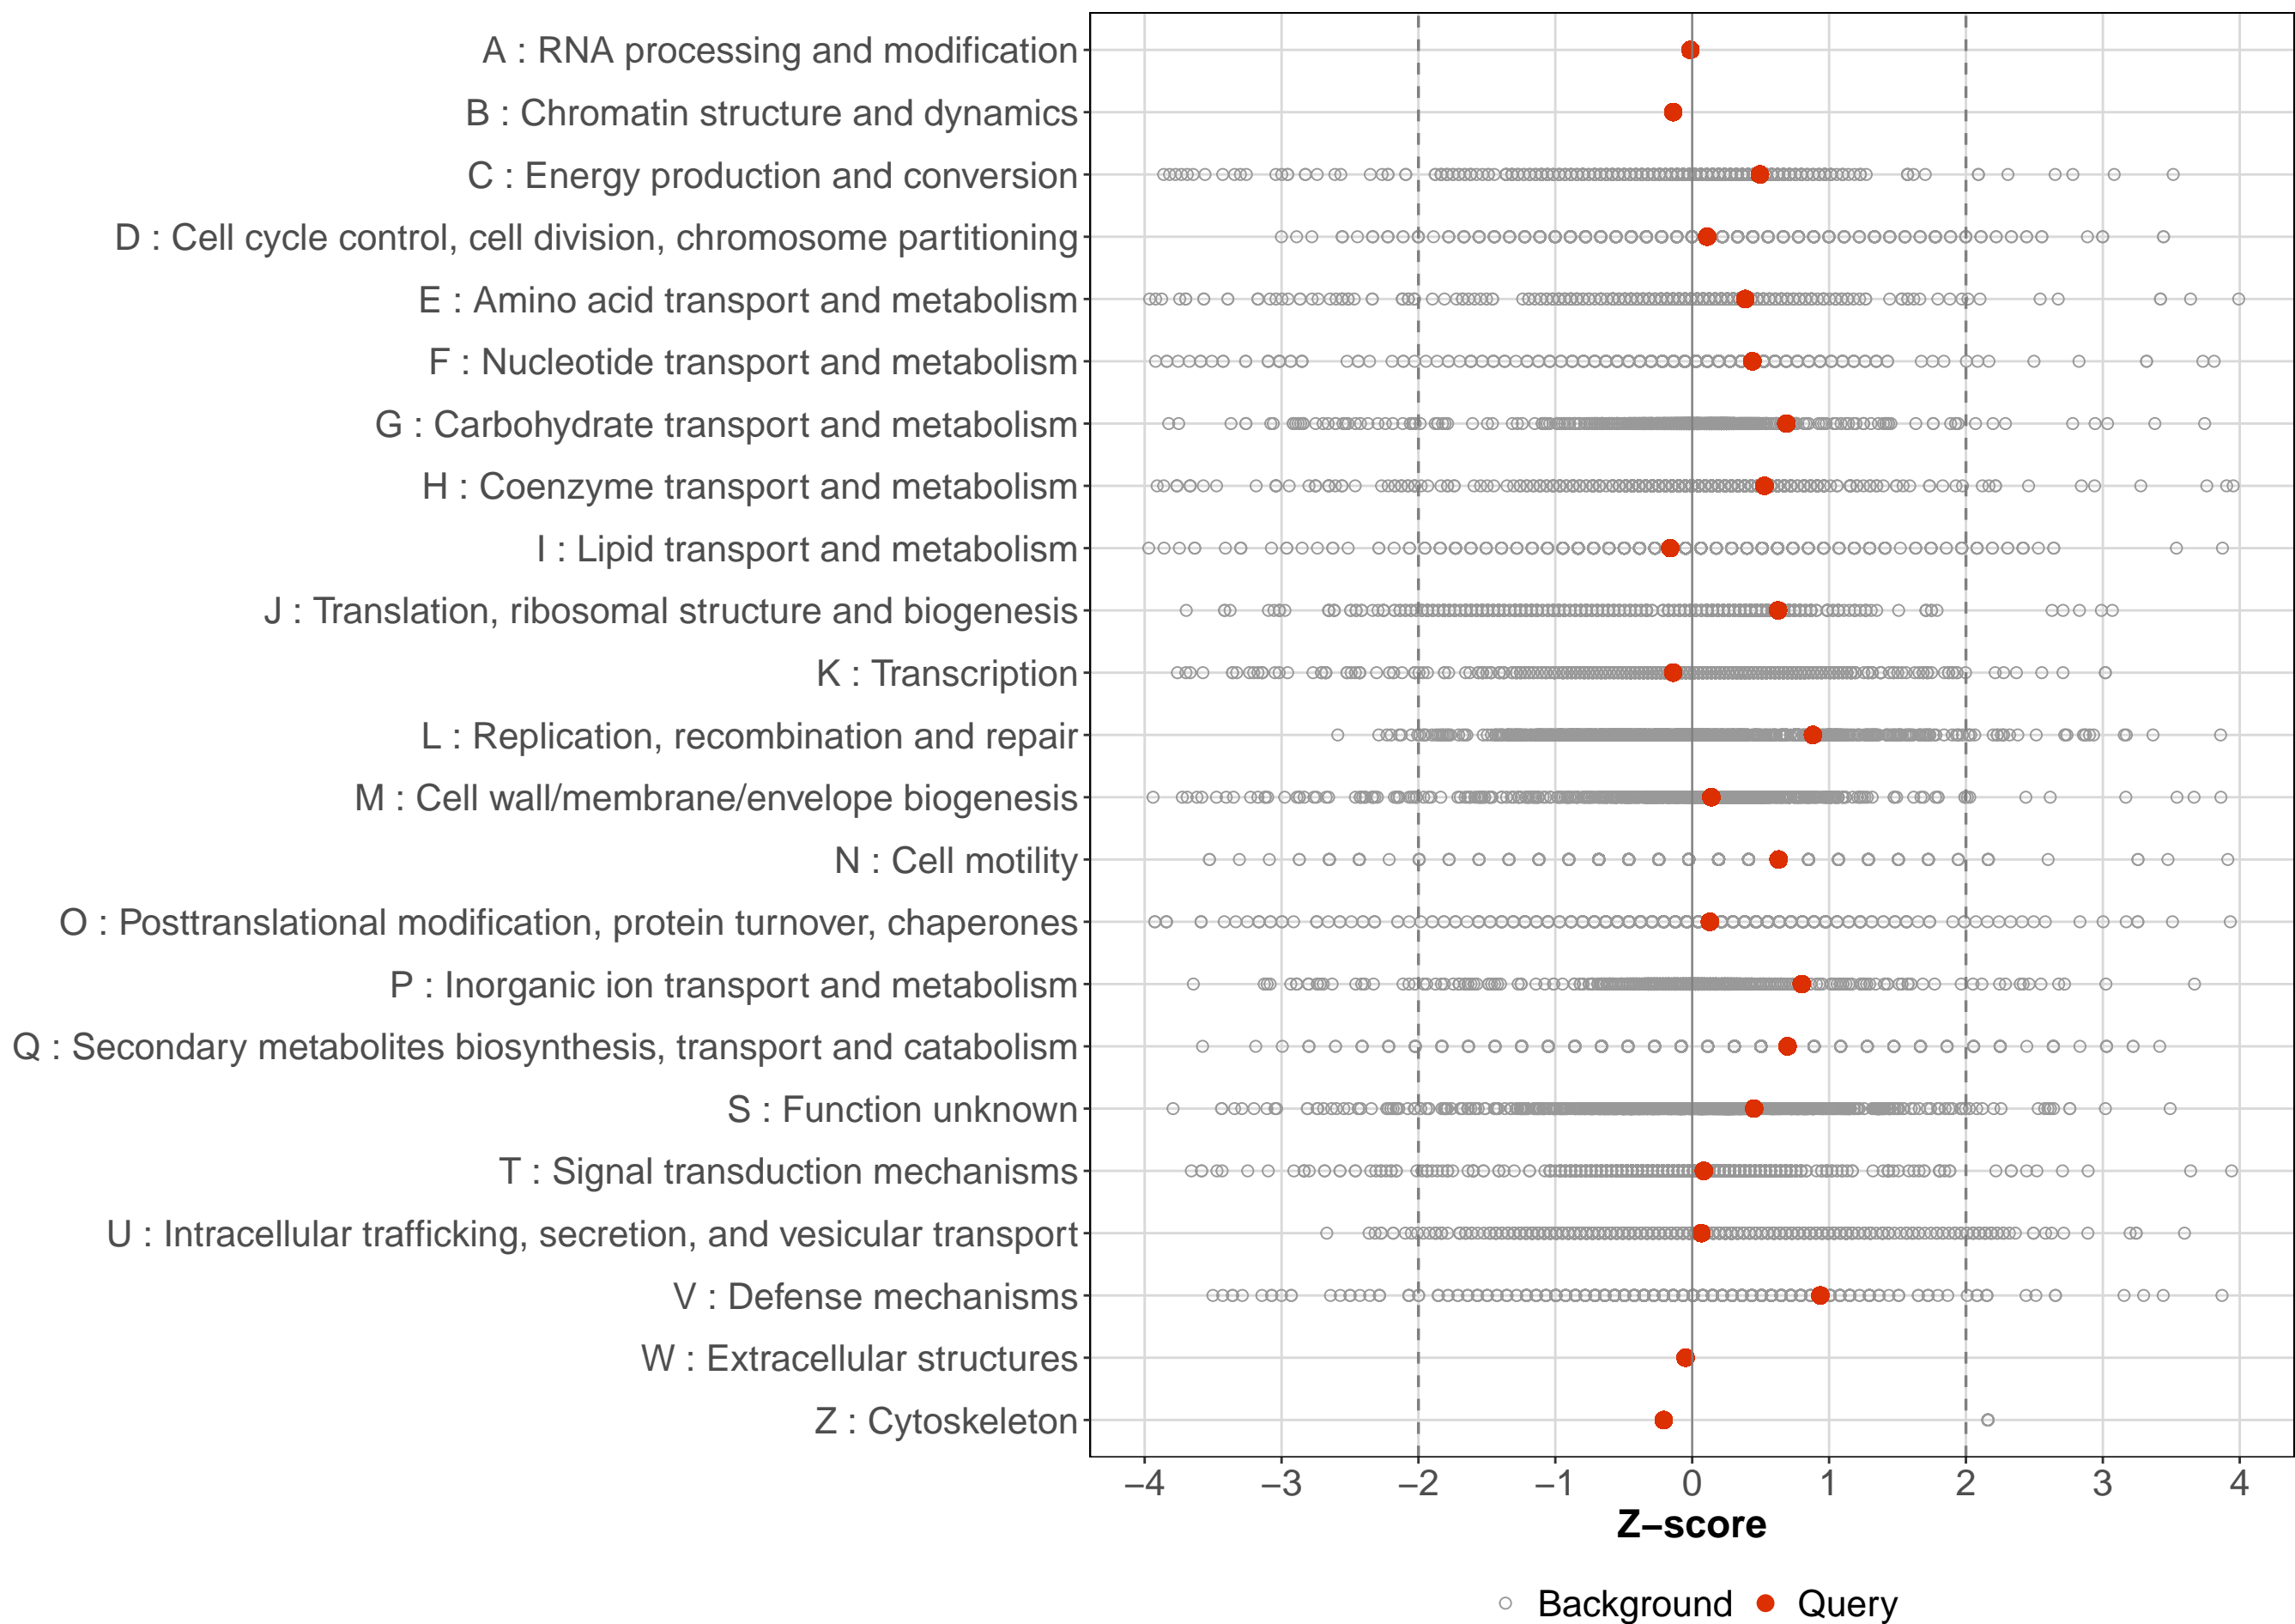 A : RNA processing and modification
B : Chromatin structure and dynamics
C : Energy production and conversion
D : Cell cycle control, cell division, chromosome partitioning
E : Amino acid transport and metabolism
F : Nucleotide transport and metabolism
G : Carbohydrate transport and metabolism
H : Coenzyme transport and metabolism
I : Lipid transport and metabolism
J : Translation, ribosomal structure and biogenesis
K : Transcription
L : Replication, recombination and repair
M : Cell wall/membrane/envelope biogenesis
N : Cell motility
O : Posttranslational modification, protein turnover, chaperones
P : Inorganic ion transport and metabolism
Q : Secondary metabolites biosynthesis, transport and catabolism
S : Function unknown
T : Signal transduction mechanisms
U : Intracellular trafficking, secretion, and vesicular transport
V : Defense mechanisms
W : Extracellular structures
Z : Cytoskeleton
−4 −3 −2 −1 0 1 2 3 4
Z−score
Background Query